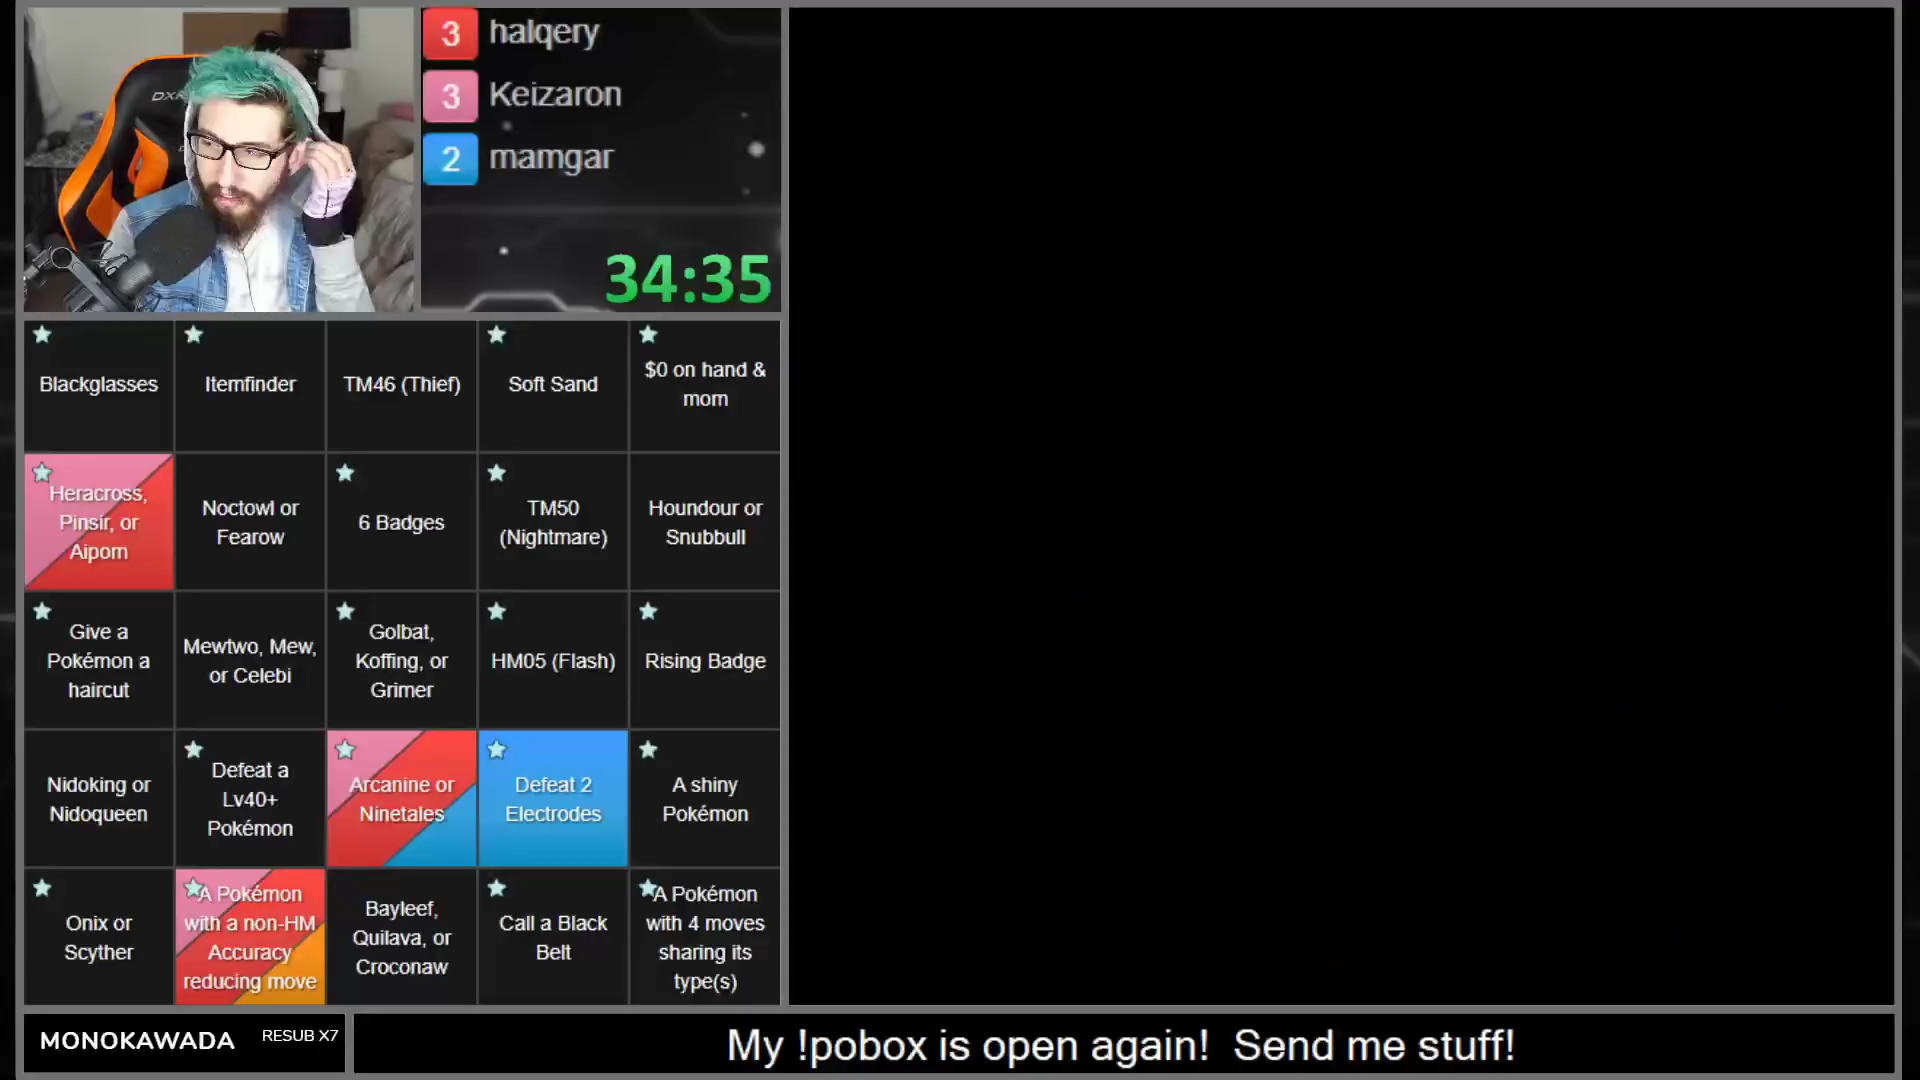 DXR
3 halqery
3 Keizaron
2 mamgar
34:35
Blackglasses
Itemfinder
TM46 (Thief)
Soft Sand
$0 on hand &
mom
Heracross,
Pinsir, or
Aipom
Noctowl or
Fearow
6 Badges
TM50
(Nightmare)
Houndour or
Snubbull
Give a
Pokémon a
haircut
Mewtwo, Mew,
or Celebi
Golbat,
Koffing, or
Grimer
HM05 (Flash)
Rising Badge
Nidoking or
Nidoqueen
Defeat a
Lv40+
Pokémon
Arcanine or
Ninetales
Defeat 2
Electrodes
A shiny
Pokémon
Onix or
Scyther
A Pokémon
with a non-HM
Accuracy
reducing move
Bayleef,
Quilava, or
Croconaw
Call a Black
Belt
A Pokémon
with 4 moves
sharing its
type(s)
MONOKAWADA RESUB X7
My !pobox is open again! Send me stuff!